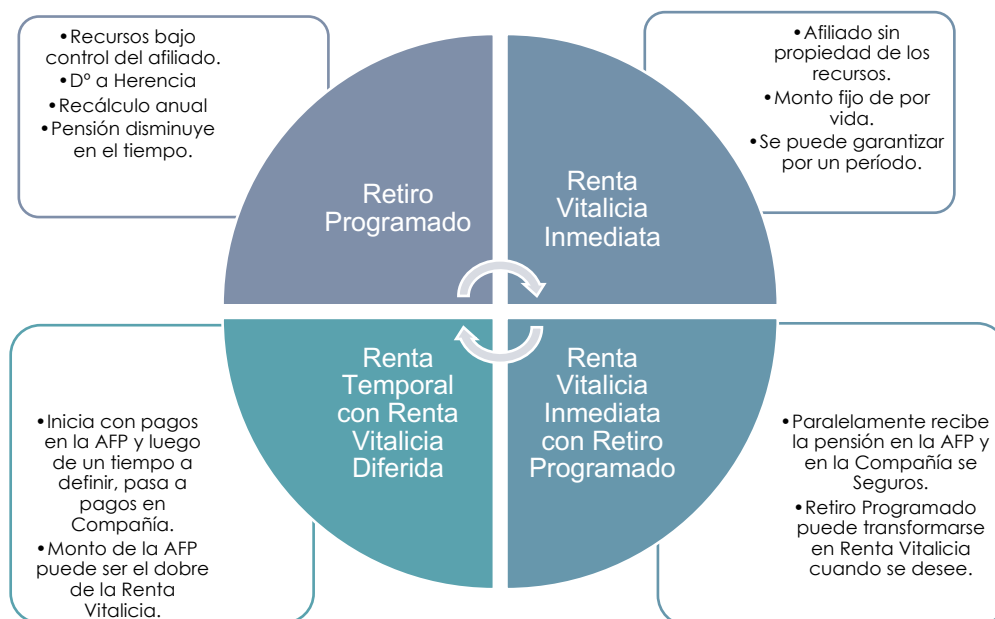 •Recursos bajo
control del afiliado.
•Dº a Herencia
•Recálculo anual
•Pensión disminuye
en el tiempo.
Retiro
Programado
Renta
Vitalicia
Inmediata
•Afiliado sin
propiedad de los
recursos.
•Monto fijo de por
vida.
•Se puede garantizar
por un período.
•Inicia con pagos
en la AFP y luego
de un tiempo a
definir, pasa a
pagos en
Compañía.
•Monto de la AFP
puede ser el dobre
de la Renta
Vitalicia.
Renta
Temporal
con Renta
Vitalicia
Diferida
Renta
Vitalicia
Inmediata
con Retiro
Programado
•Paralelamente recibe
la pensión en la AFP y
en la Compañía se
Seguros.
•Retiro Programado
puede transformarse
en Renta Vitalicia
cuando se desee.